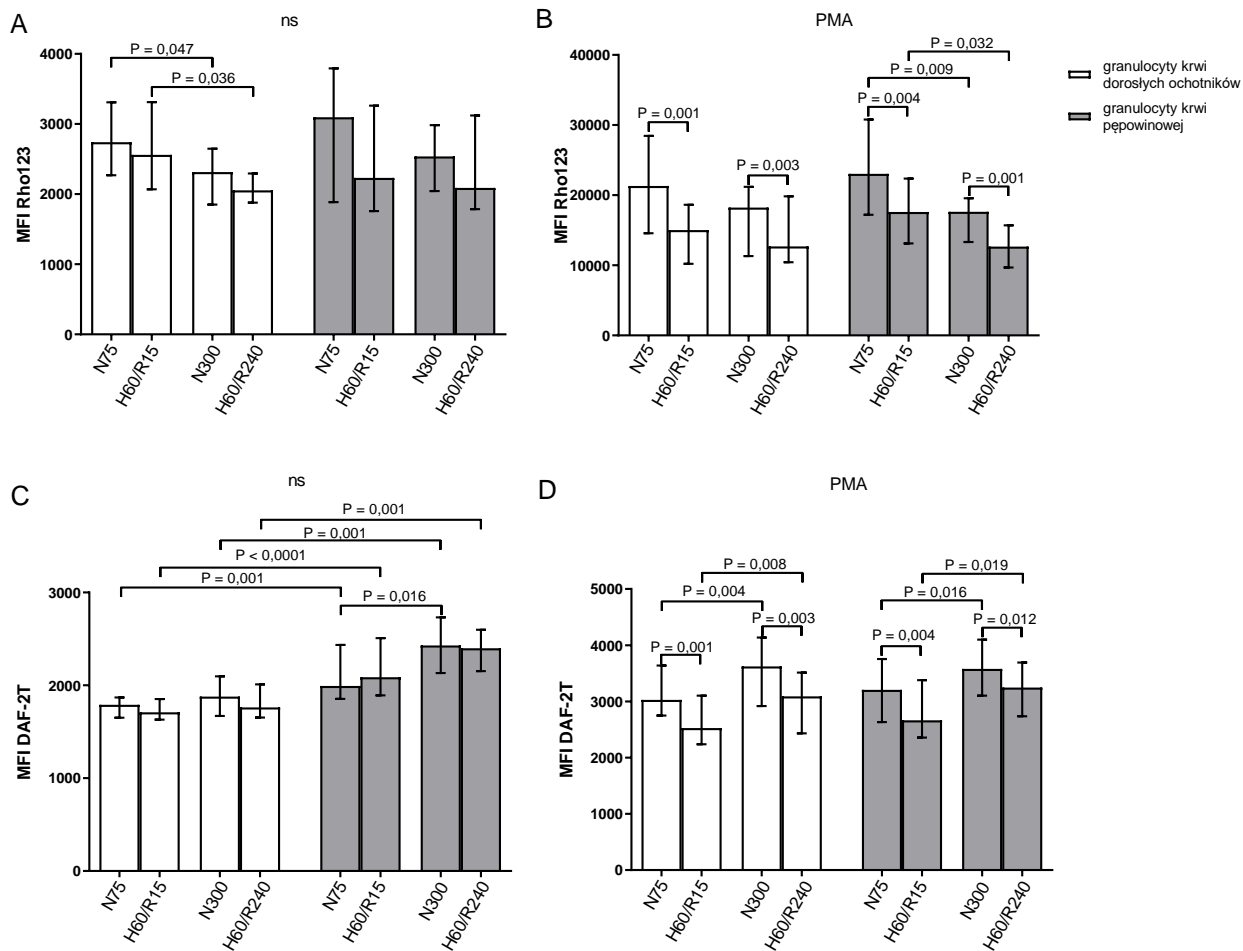 A
ns
P = 0,047
P = 0,036
4000
3000
2000
1000
0
MFI Rho123
N75
H60/R15
N300
H60/R240
N75
H60/R15
N300
H60/R240
B
PMA
P = 0,032
P = 0,009
P = 0,004
P = 0,001
P = 0,003
P = 0,001
40000
30000
20000
10000
0
MFI Rho123
N75
H60/R15
N300
H60/R240
N75
H60/R15
N300
H60/R240
granulocyty krwi
dorosłych ochotników
granulocyty krwi
pępowinowej
C
ns
P = 0,001
P = 0,001
P < 0,0001
P = 0,001
P = 0,016
3000
2000
1000
0
MFI DAF-2T
N75
H60/R15
N300
H60/R240
N75
H60/R15
N300
H60/R240
D
PMA
P = 0,008
P = 0,019
P = 0,004
P = 0,016
P = 0,003
P = 0,012
P = 0,001
P = 0,004
5000
4000
3000
2000
1000
0
MFI DAF-2T
N75
H60/R15
N300
H60/R240
N75
H60/R15
N300
H60/R240